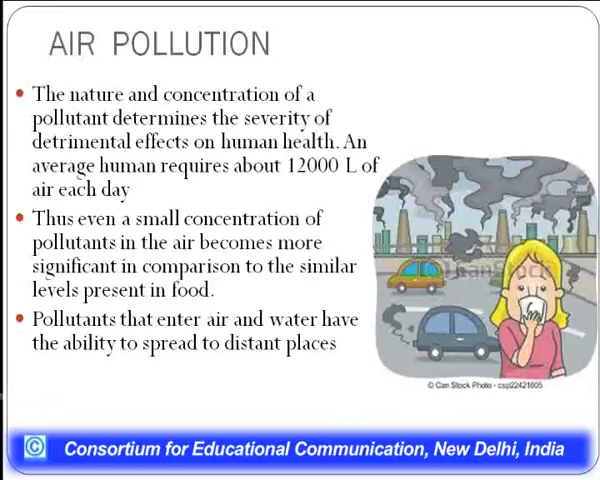 AIR POLLUTION
• The nature and concentration of a
pollutant determines the severity of
detrimental effects on human health. An
average human requires about 12000 L of
air each day
• Thus even a small concentration of
pollutants in the air becomes more
significant in comparison to the similar
levels present in food.
• Pollutants that enter air and water have
the ability to spread to distant places
© Can Stock Photo - csp22421605
© Consortium for Educational Communication, New Delhi, India